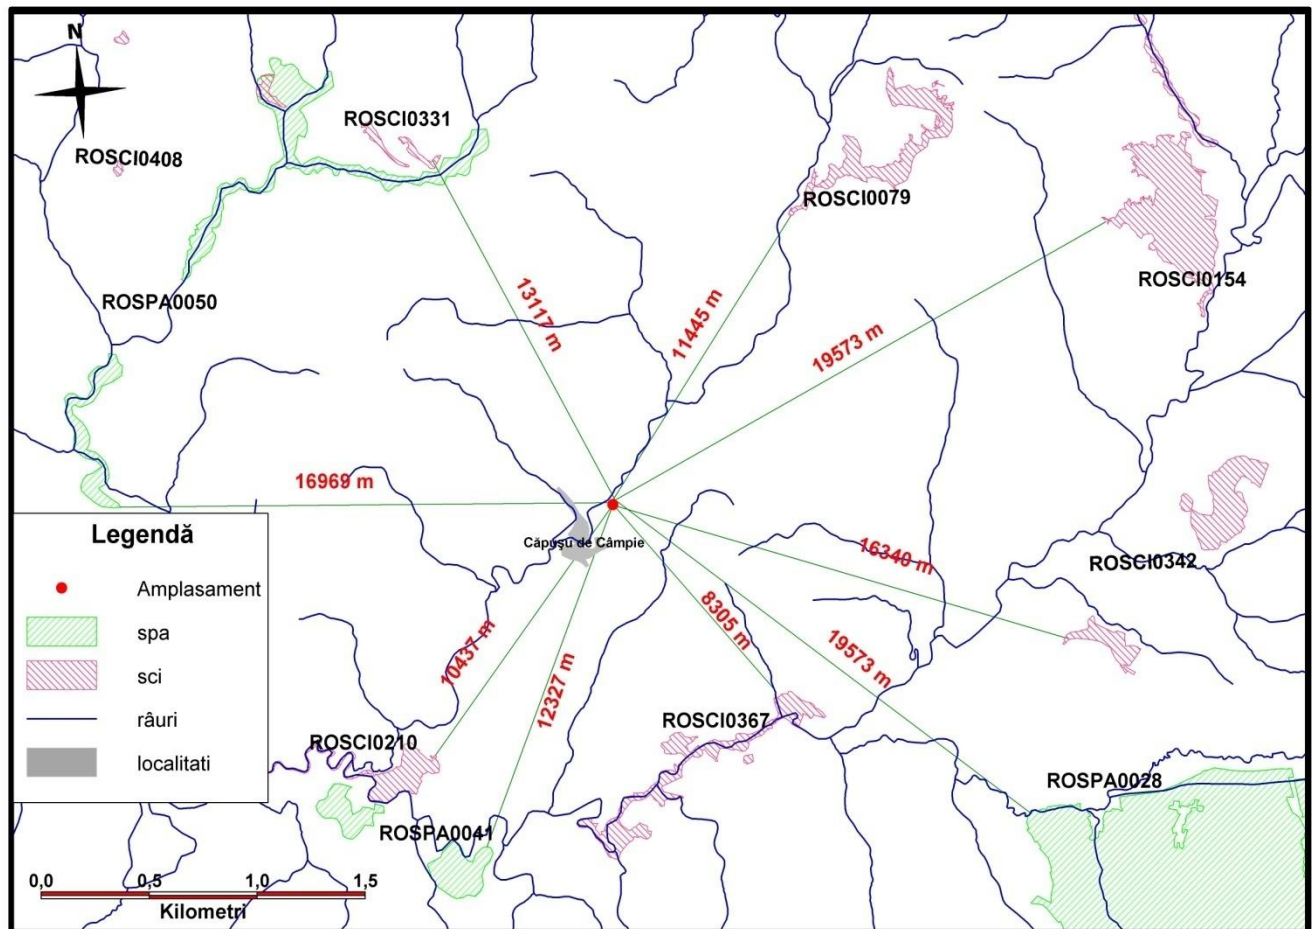 N
ROSCI0331
ROSCI0408
ROSCI0079
ROSCI0154
ROSPA0050
13117 m
11445 m
19573 m
16969 m
Căpuşu de Câmpie
16340 m
ROSCI0342
8305 m
19573 m
10437 m
12327 m
ROSCI0367
ROSCI0210
ROSPA0028
ROSPA0041
Legendă
Amplasament
spa
sci
râuri
localitati
0,0 0,5 1,0 1,5
Kilometri